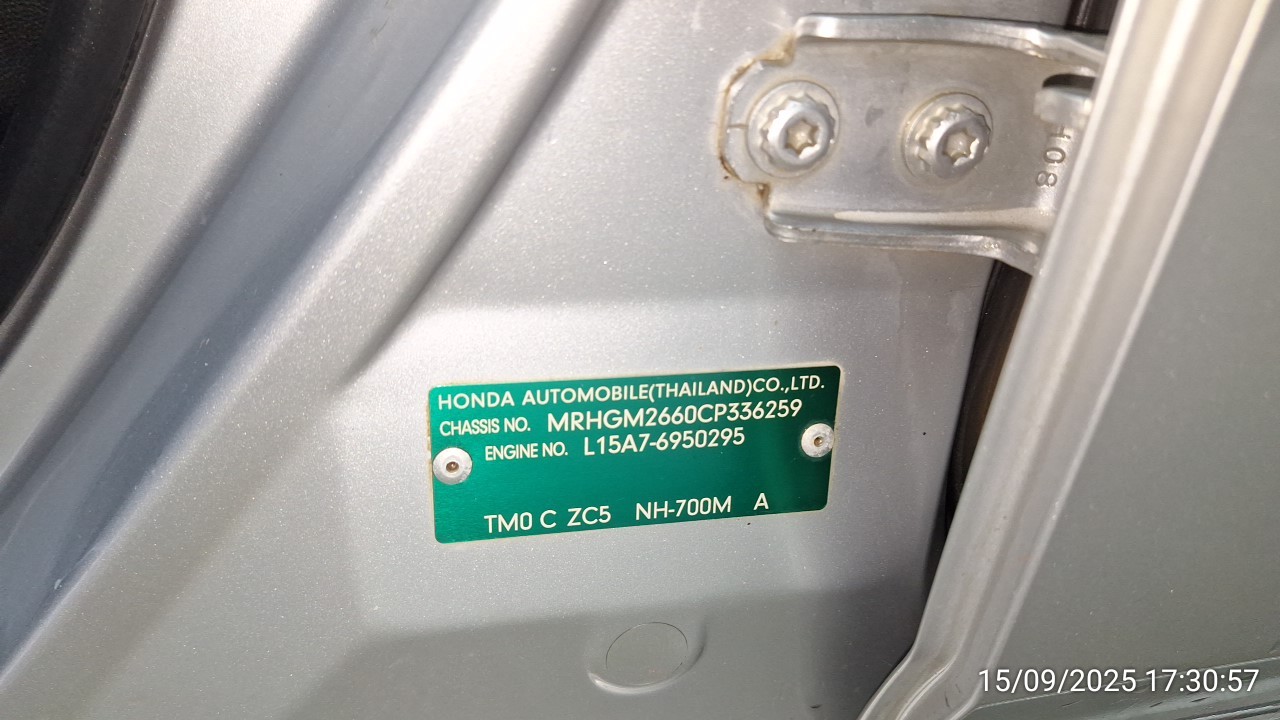 108
HONDA AUTOMOBILE(THAILAND)CO.,LTD.
CHASSIS NO. MRHGM2660CP336259
ENGINE NO. L15A7-6950295
TM0 C ZC5 NH-700M A
15/09/2025 17:30:57